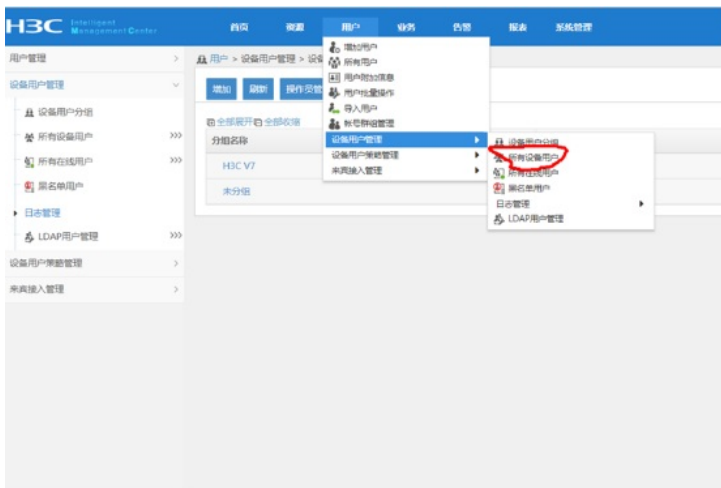 H3C Intelligent Management Center
首页 资源 用户 业务 告警 报表 系统管理
用户管理
设备用户管理
设备用户分组
所有设备用户
所有在线用户
黑名单用户
日志管理
LDAP用户管理
设备用户策略管理
来宾接入管理
用户 > 设备用户管理 >
增加 刷新
全部展开 全部收缩
分组名称
H3C V7
未分组
增加用户
所有用户
用户附加信息
用户批量操作
导入用户
帐号群组管理
设备用户管理
设备用户策略管理
来宾接入管理
设备用户分组
所有设备用户
所有在线用户
黑名单用户
日志管理
LDAP用户管理